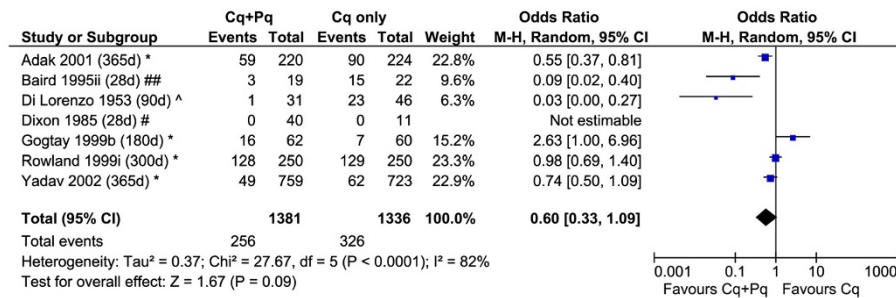 Cq+Pq Cq only Odds Ratio Odds Ratio
Study or Subgroup Events Total Events Total Weight M-H, Random, 95% CI M-H, Random, 95% CI
Adak 2001 (365d) * 59 220 90 224 22.8% 0.55 [0.37, 0.81]
Baird 1995ii (28d) ## 3 19 15 22 9.6% 0.09 [0.02, 0.40]
Di Lorenzo 1953 (90d) ^ 1 31 23 46 6.3% 0.03 [0.00, 0.27]
Dixon 1985 (28d) # 0 40 0 11 Not estimable
Gogtay 1999b (180d) * 16 62 7 60 15.2% 2.63 [1.00, 6.96]
Rowland 1999i (300d) * 128 250 129 250 23.3% 0.98 [0.69, 1.40]
Yadav 2002 (365d) * 49 759 62 723 22.9% 0.74 [0.50, 1.09]
Total (95% CI) 1381 1336 100.0% 0.60 [0.33, 1.09]
Total events 256 326
Heterogeneity: Tau² = 0.37; Chi² = 27.67, df = 5 (P < 0.0001); I² = 82%
Test for overall effect: Z = 1.67 (P = 0.09)
0.001 0.1 1 10 1000
Favours Cq+Pq Favours Cq